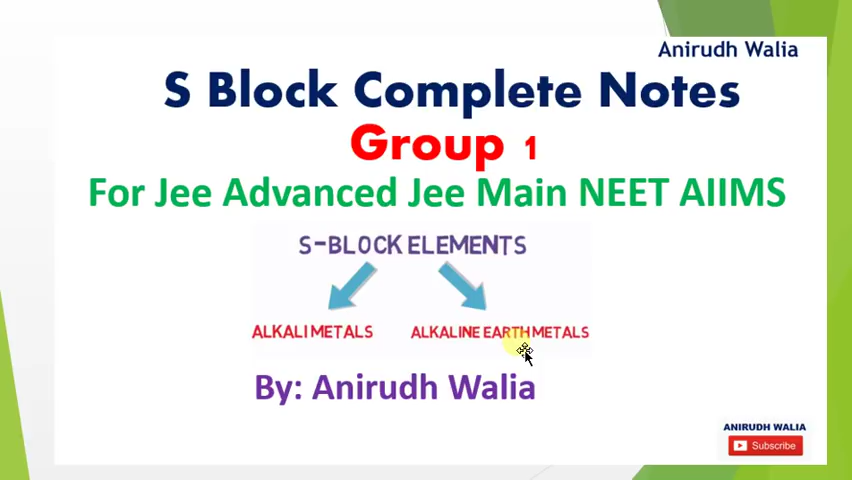 Anirudh Walia
S Block Complete Notes
Group 1
For Jee Advanced Jee Main NEET AIIMS
S-BLOCK ELEMENTS
ALKALI METALS ALKALINE EARTH METALS
By: Anirudh Walia
ANIRUDH WALIA
Subscribe